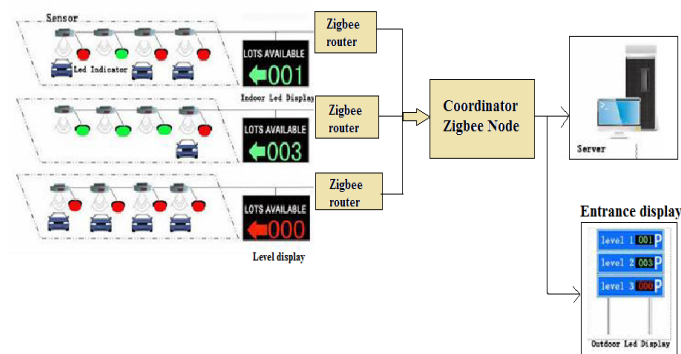 Sensor
Led Indicator
LOTS AVAILABLE
001
Indoor Led Display
Zigbee
router
LOTS AVAILABLE
003
Zigbee
router
LOTS AVAILABLE
000
Level display
Zigbee
router
Coordinator
Zigbee Node
Server
Entrance display
level 1 001 P
level 2 003 P
level 3 000 P
Outdoor Led Display